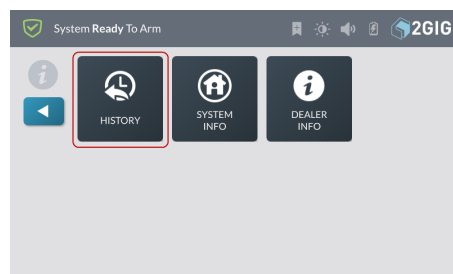 System Ready To Arm
2GIG
HISTORY
SYSTEM
INFO
DEALER
INFO